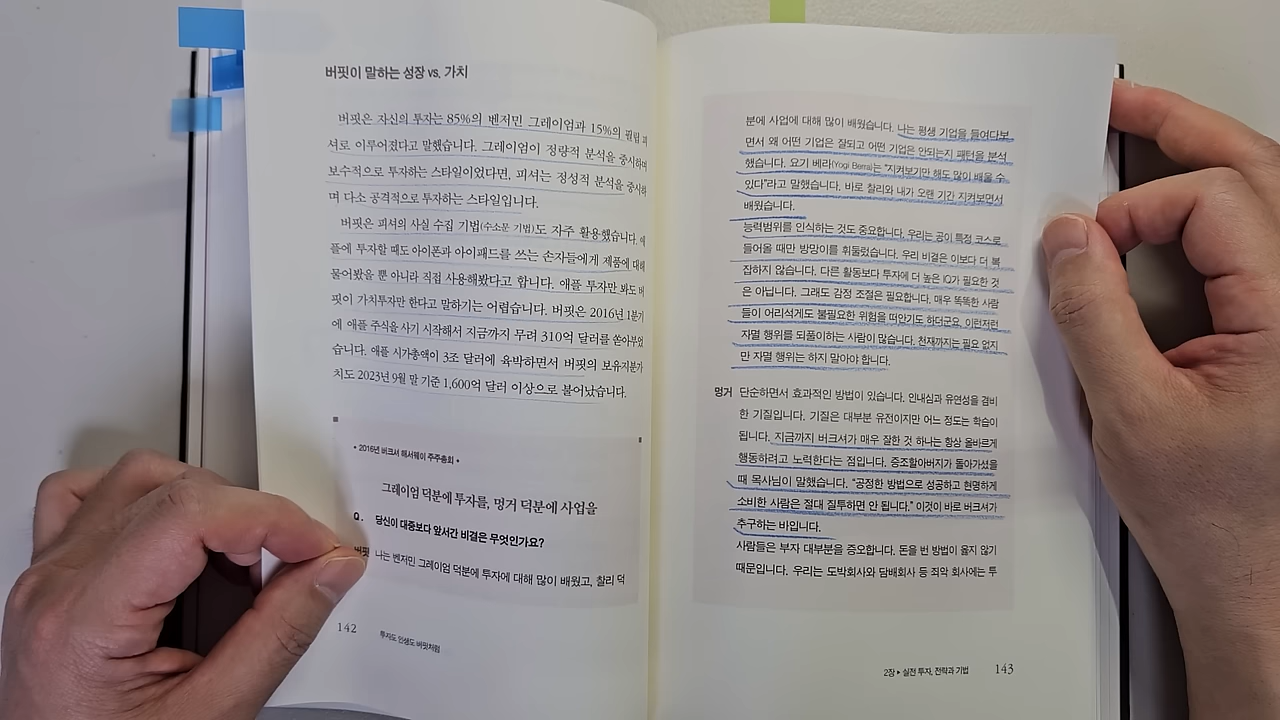 버핏이 말하는 성장 vs. 가치
버핏은 자신의 투자는 85%의 벤저민 그레이엄과 15%의 필립 피
셔로 이루어졌다고 말했습니다. 그레이엄이 정량적 분석을 중시하며
보수적으로 투자하는 스타일이었다면, 피셔는 정성적 분석을 중시하
며 다소 공격적으로 투자하는 스타일입니다.
버핏은 피셔의 사실 수집 기법(수소문 기법)도 자주 활용했습니다. 애
플에 투자할 때도 아이폰과 아이패드를 쓰는 손자들에게 제품에 대해
물어봤을 뿐 아니라 직접 사용해봤다고 합니다. 애플 투자만 봐도 버
핏이 가치투자만 한다고 말하기는 어렵습니다. 버핏은 2016년 1분기
에 애플 주식을 사기 시작해서 지금까지 무려 310억 달러를 쏟아부었
습니다. 애플 시가총액이 3조 달러에 육박하면서 버핏의 보유지분가
치도 2023년 9월 말 기준 1,600억 달러 이상으로 불어났습니다.
• 2016년 버크셔 해서웨이 주주총회 •
그레이엄 덕분에 투자를, 멍거 덕분에 사업을
Q. 당신이 대중보다 앞서간 비결은 무엇인가요?
버핏 나는 벤저민 그레이엄 덕분에 투자에 대해 많이 배웠고, 찰리 덕
142 투자도 인생도 버핏처럼
분에 사업에 대해 많이 배웠습니다. 나는 평생 기업을 들여다보
면서 왜 어떤 기업은 잘되고 어떤 기업은 안되는지 패턴을 분석
했습니다. 요기 베라(Yogi Berra)는 “지켜보기만 해도 많이 배울 수
있다”라고 말했습니다. 바로 찰리와 내가 오랜 기간 지켜보면서
배웠습니다.
능력범위를 인식하는 것도 중요합니다. 우리는 공이 특정 코스로
들어올 때만 방망이를 휘둘렀습니다. 우리 비결은 이보다 더 복
잡하지 않습니다. 다른 활동보다 투자에 더 높은 IQ가 필요한 것
은 아닙니다. 그래도 감정 조절은 필요합니다. 매우 똑똑한 사람
들이 어리석게도 불필요한 위험을 떠안기도 하더군요. 이런저런
자멸 행위를 되풀이하는 사람이 많습니다. 천재까지는 필요 없지
만 자멸 행위는 하지 말아야 합니다.
멍거 단순하면서 효과적인 방법이 있습니다. 인내심과 유연성을 겸비
한 기질입니다. 기질은 대부분 유전이지만 어느 정도는 학습이
됩니다. 지금까지 버크셔가 매우 잘한 것 하나는 항상 올바르게
행동하려고 노력한다는 점입니다. 증조할아버지가 돌아가셨을
때 목사님이 말했습니다. “공정한 방법으로 성공하고 현명하게
소비한 사람은 절대 질투하면 안 됩니다.” 이것이 바로 버크셔가
추구하는 바입니다.
사람들은 부자 대부분을 증오합니다. 돈을 번 방법이 옳지 않기
때문입니다. 우리는 도박회사와 담배회사 등 죄악 회사에는 투
2장 ▸ 실전 투자, 전략과 기법 143